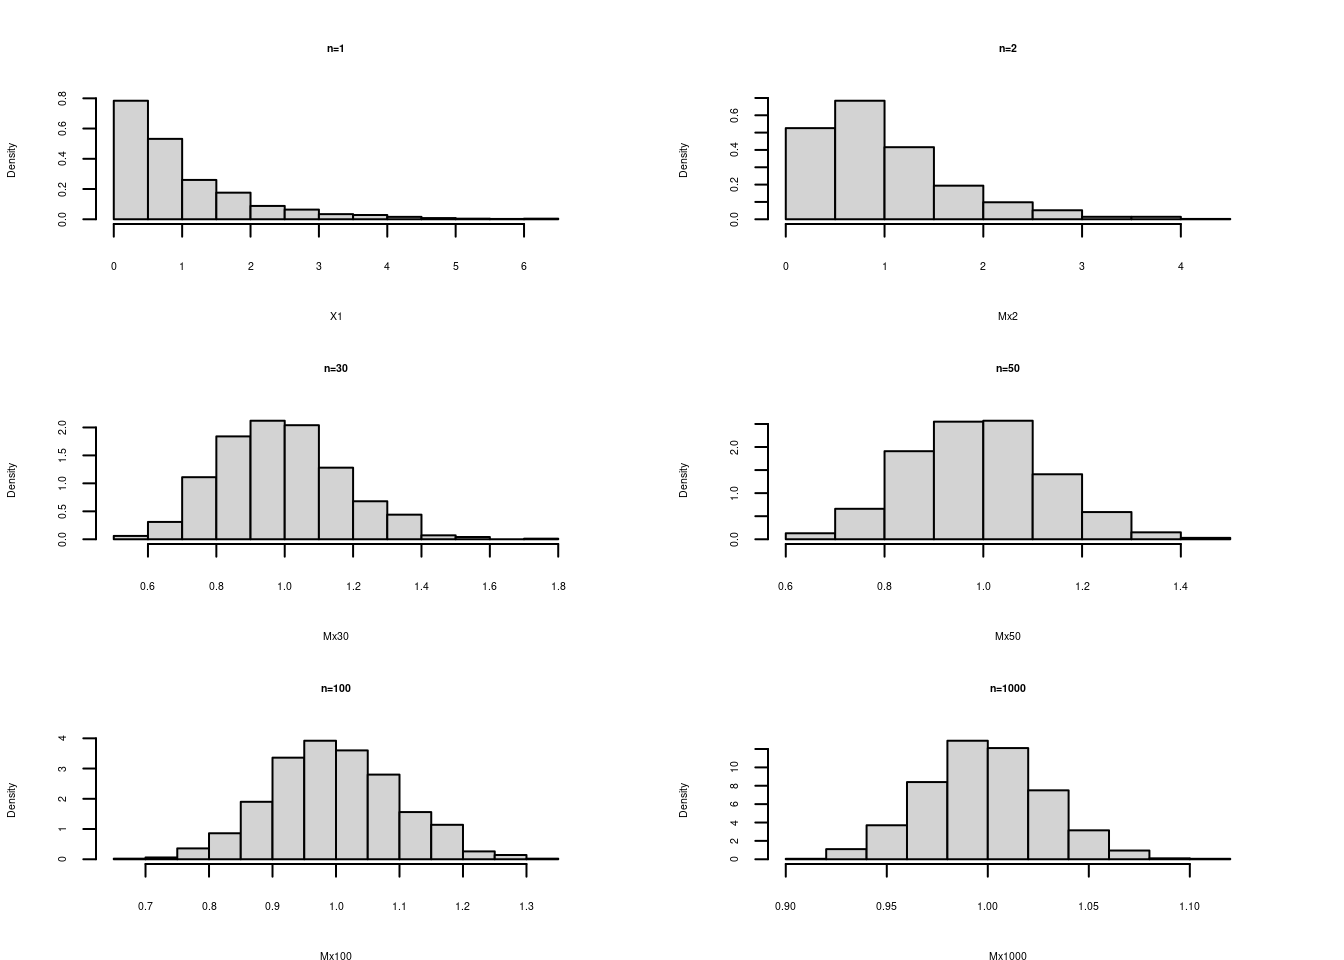 n=1
Density
0.0 0.2 0.4 0.6 0.8
0 1 2 3 4 5 6
X1
n=2
Density
0.0 0.2 0.4 0.6
0 1 2 3 4
Mx2
n=30
Density
0.0 0.5 1.0 1.5 2.0
0.6 0.8 1.0 1.2 1.4 1.6 1.8
Mx30
n=50
Density
0.0 1.0 2.0
0.6 0.8 1.0 1.2 1.4
Mx50
n=100
Density
0 1 2 3 4
0.7 0.8 0.9 1.0 1.1 1.2 1.3
Mx100
n=1000
Density
0 2 4 6 8 10
0.90 0.95 1.00 1.05 1.10
Mx1000